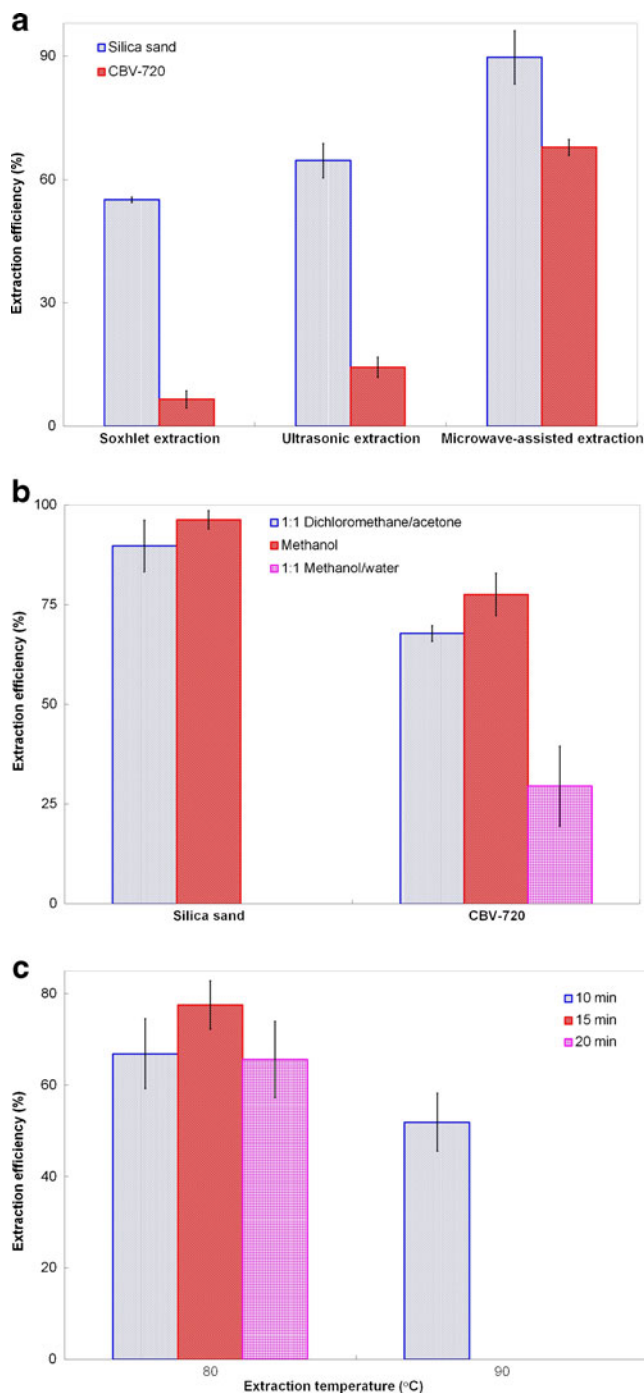 a
Silica sand
CBV-720
90
60
30
0
Extraction efficiency (%)
Soxhlet extraction Ultrasonic extraction Microwave-assisted extraction
b
1:1 Dichloromethane/acetone
Methanol
1:1 Methanol/water
100
75
50
25
0
Extraction efficiency (%)
Silica sand CBV-720
c
10 min
15 min
20 min
80
60
40
20
0
Extraction efficiency (%)
80 90
Extraction temperature (°C)